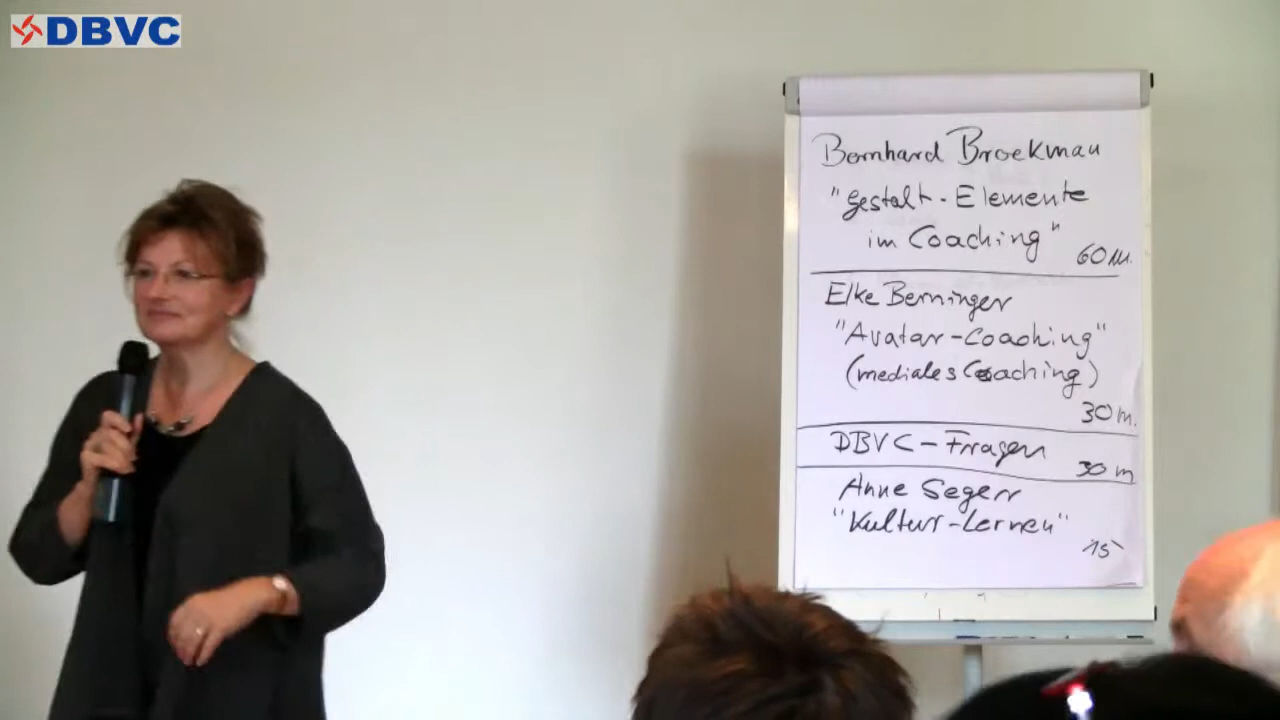 DBVC
Bernhard Broekman
"Gestalt-Elemente
im Coaching"
60 m.
Elke Berninger
"Avatar-Coaching"
(mediales Coaching)
30 m.
DBVC-Fragen
30 m
Anne Seger
"Kultur-Lernen"
15'